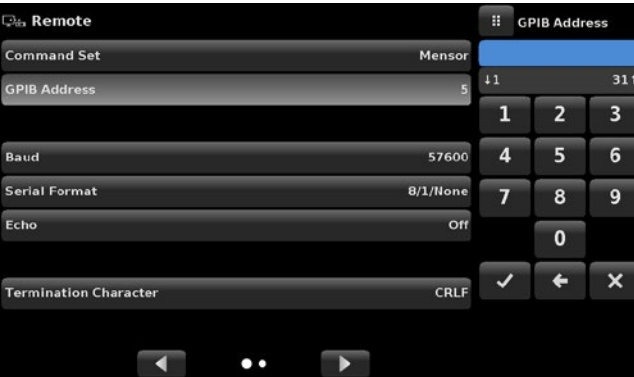 Remote
Command Set Mensor
GPIB Address 5
Baud 57600
Serial Format 8/1/None
Echo Off
Termination Character CRLF
GPIB Address
↓1 31↑
1 2 3
4 5 6
7 8 9
0